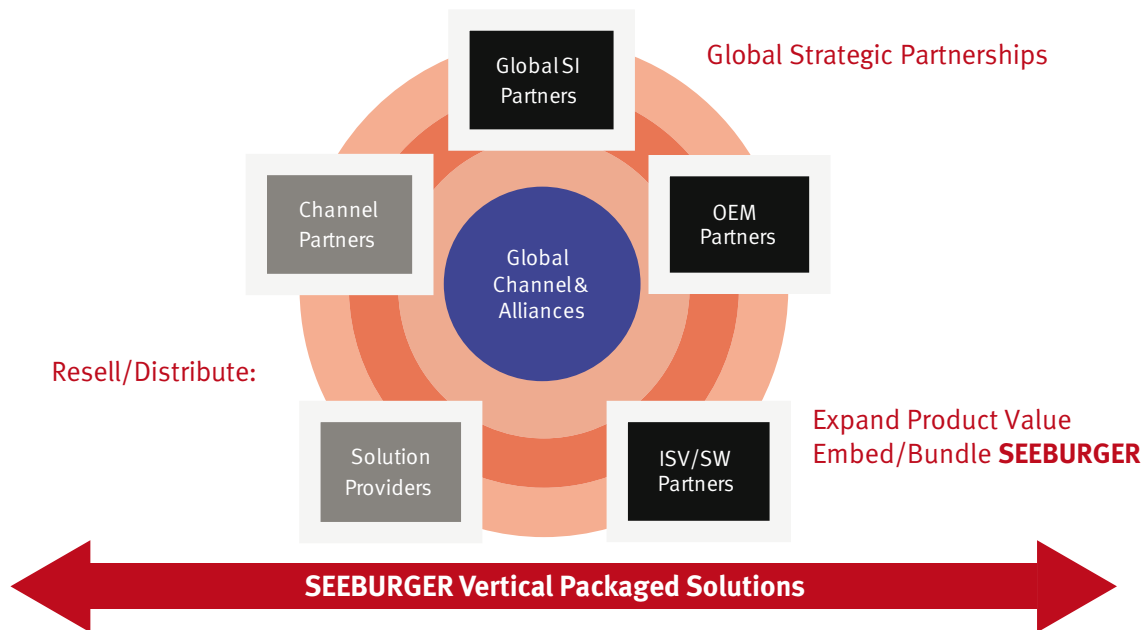 Global SI
Partners
Global Strategic Partnerships
Channel
Partners
OEM
Partners
Global
Channel &
Alliances
Resell/Distribute:
Expand Product Value
Embed/Bundle SEEBURGER
Solution
Providers
ISV/SW
Partners
SEEBURGER Vertical Packaged Solutions